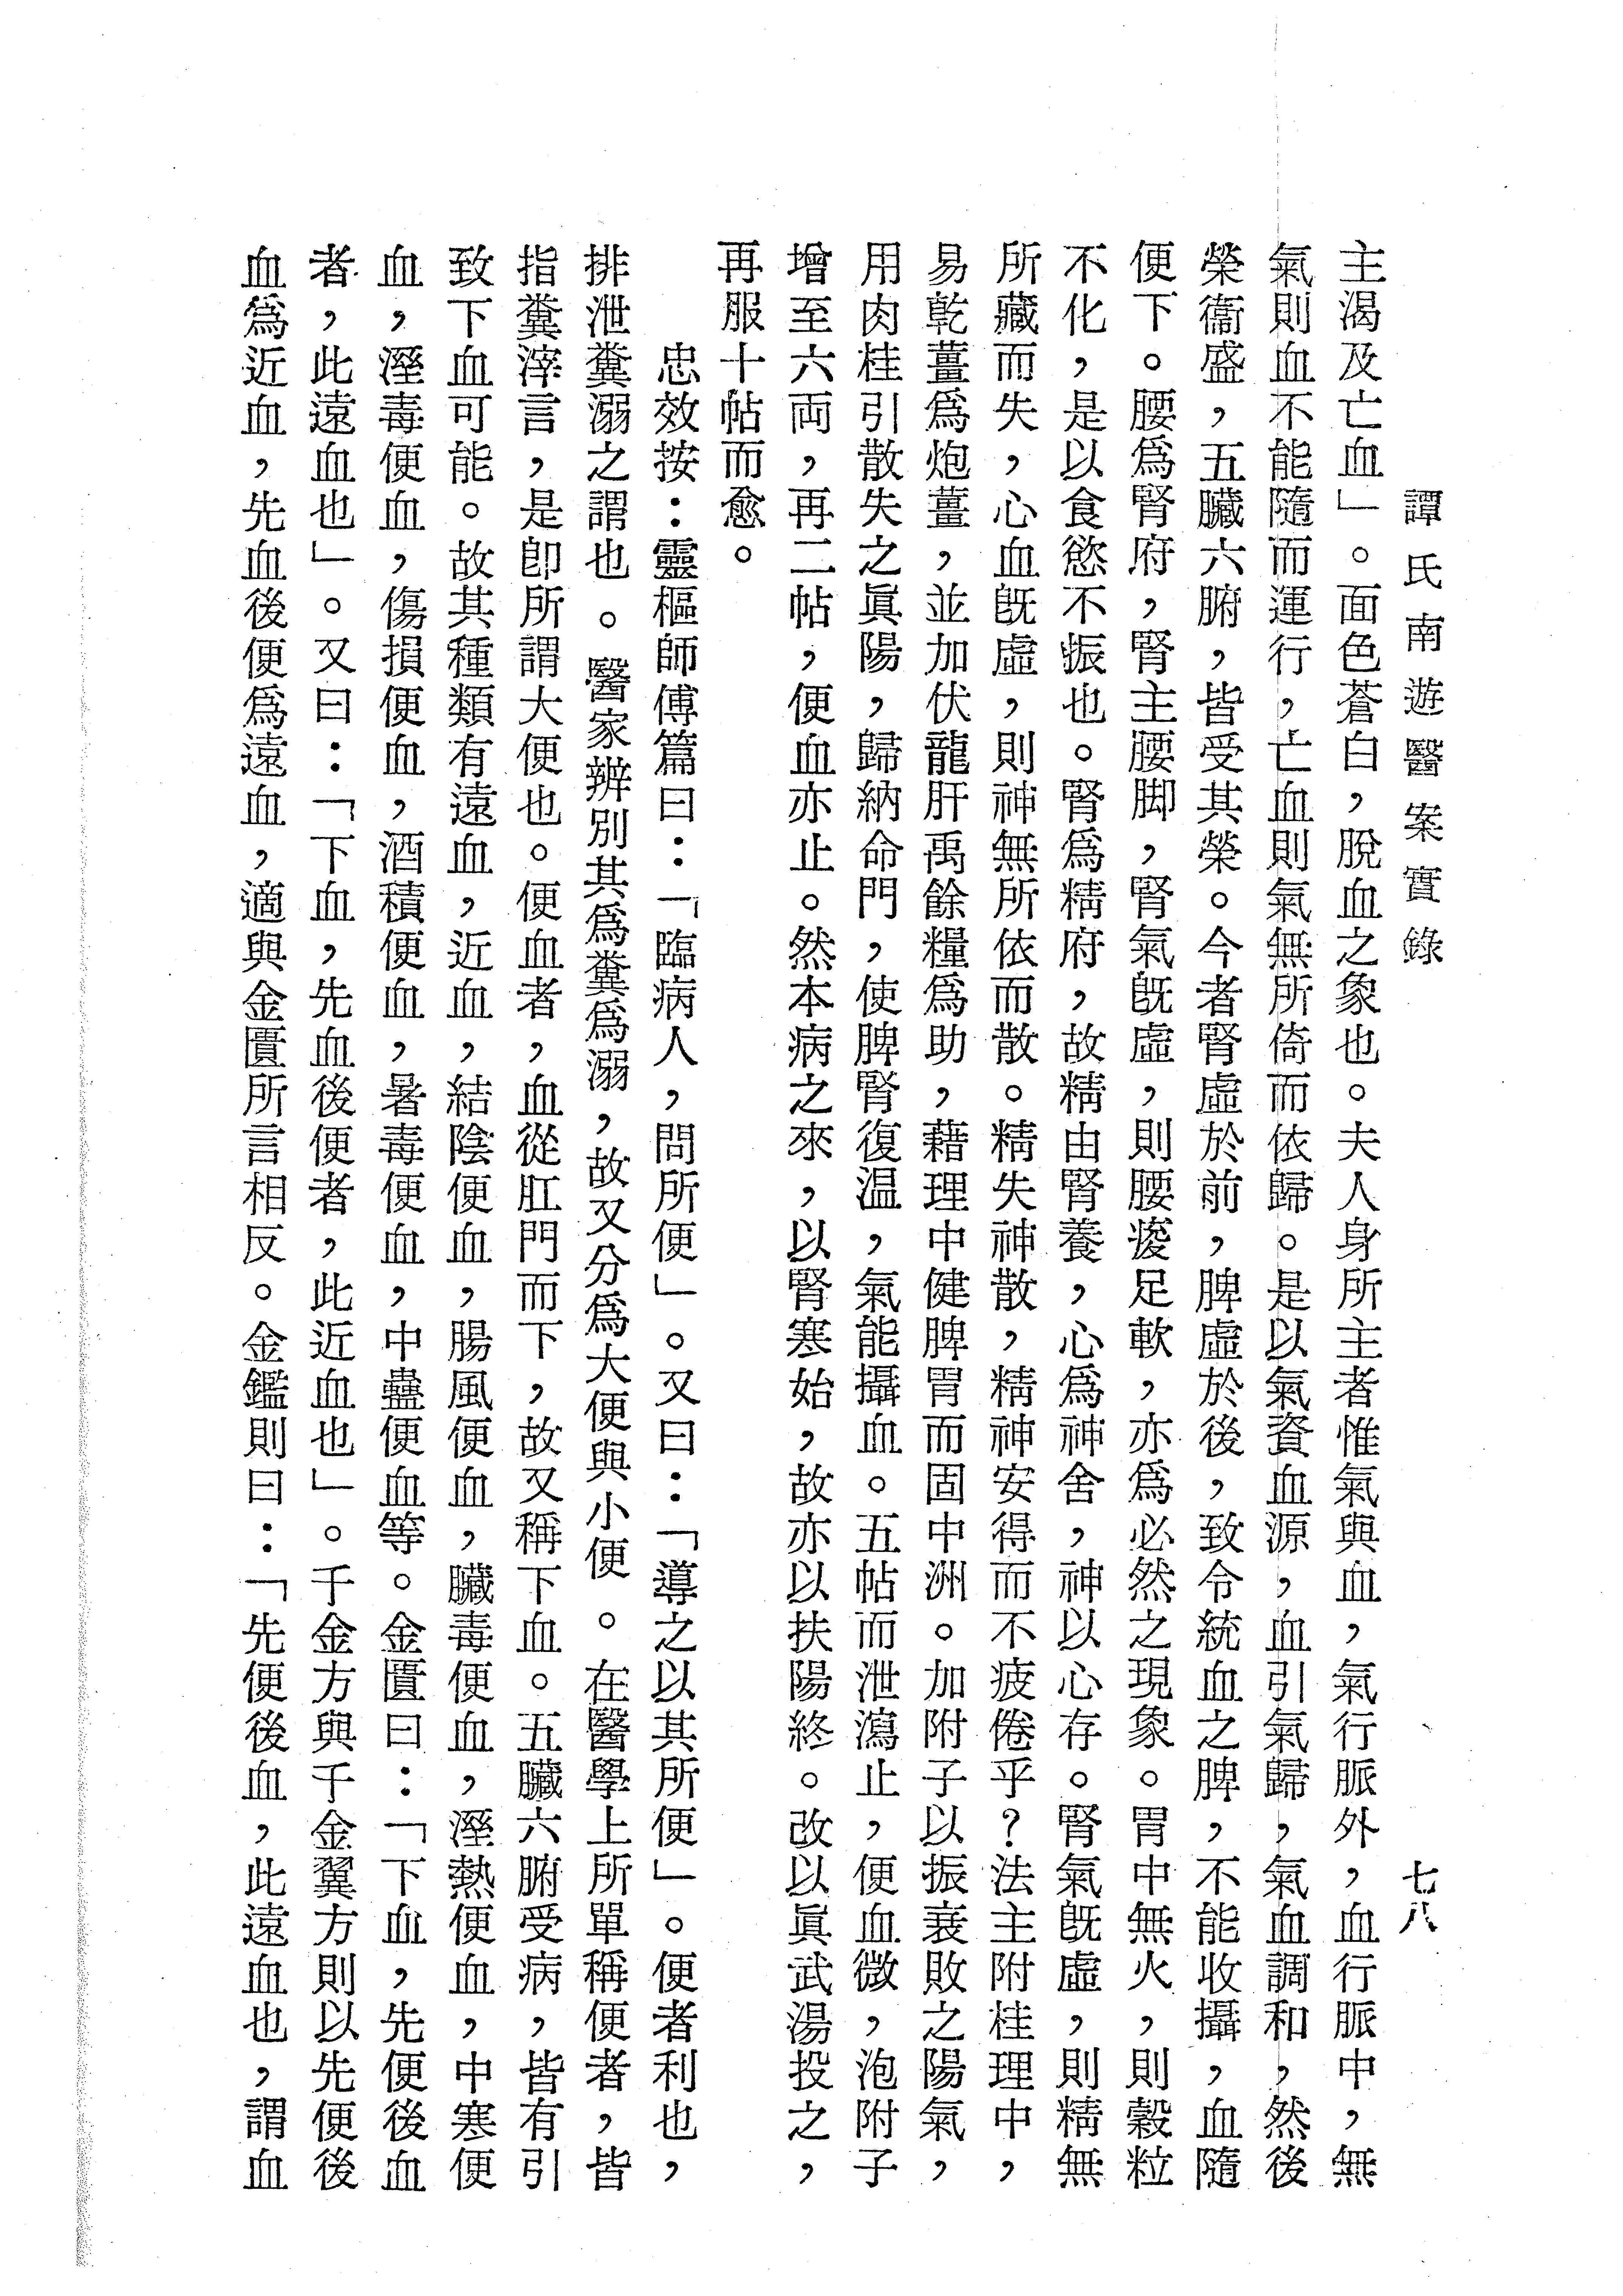 譚氏南遊醫案實錄
七八
主渴及亡血」。面色蒼白，脫血之象也。夫人身所主者惟氣與血，氣行脈外，血行脈中，無
氣則血不能隨而運行，亡血則氣無所倚而依歸。是以氣資血源，血引氣歸，氣血調和，然後
榮衞盛，五臟六腑，皆受其榮。今者腎虛於前，脾虛於後，致令統血之脾，不能收攝，血隨
便下。腰爲腎府，腎主腰脚，腎氣旣虛，則腰痠足軟，亦爲必然之現象。胃中無火，則穀粒
不化，是以食慾不振也。腎爲精府，故精由腎養，心爲神舍，神以心存。腎氣旣虛，則精無
所藏而失，心血旣虛，則神無所依而散。精失神散，精神安得而不疲倦乎？法主附桂理中，
易乾薑爲炮薑，並加伏龍肝禹餘糧爲助，藉理中健脾胃而固中洲。加附子以振衰敗之陽氣，
用肉桂引散失之眞陽，歸納命門，使脾腎復温，氣能攝血。五帖而泄瀉止，便血微，泡附子
增至六両，再二帖，便血亦止。然本病之來，以腎寒始，故亦以扶陽終。改以眞武湯投之，
再服十帖而愈。
忠效按：靈樞師傅篇曰：「臨病人，問所便」。又曰：「導之以其所便」。便者利也，
排泄糞溺之謂也。醫家辨別其爲糞爲溺，故又分爲大便與小便。在醫學上所單稱便者，皆
指糞滓言，是卽所謂大便也。便血者，血從肛門而下，故又稱下血。五臟六腑受病，皆有引
致下血可能。故其種類有遠血，近血，結陰便血，腸風便血，臟毒便血，溼熱便血，中寒便
血，溼毒便血，傷損便血，酒積便血，暑毒便血，中蠱便血等。金匱曰：「下血，先便後血
者，此遠血也」。又曰：「下血，先血後便者，此近血也」。千金方與千金翼方則以先便後
血爲近血，先血後便爲遠血，適與金匱所言相反。金鑑則曰：「先便後血，此遠血也，謂血